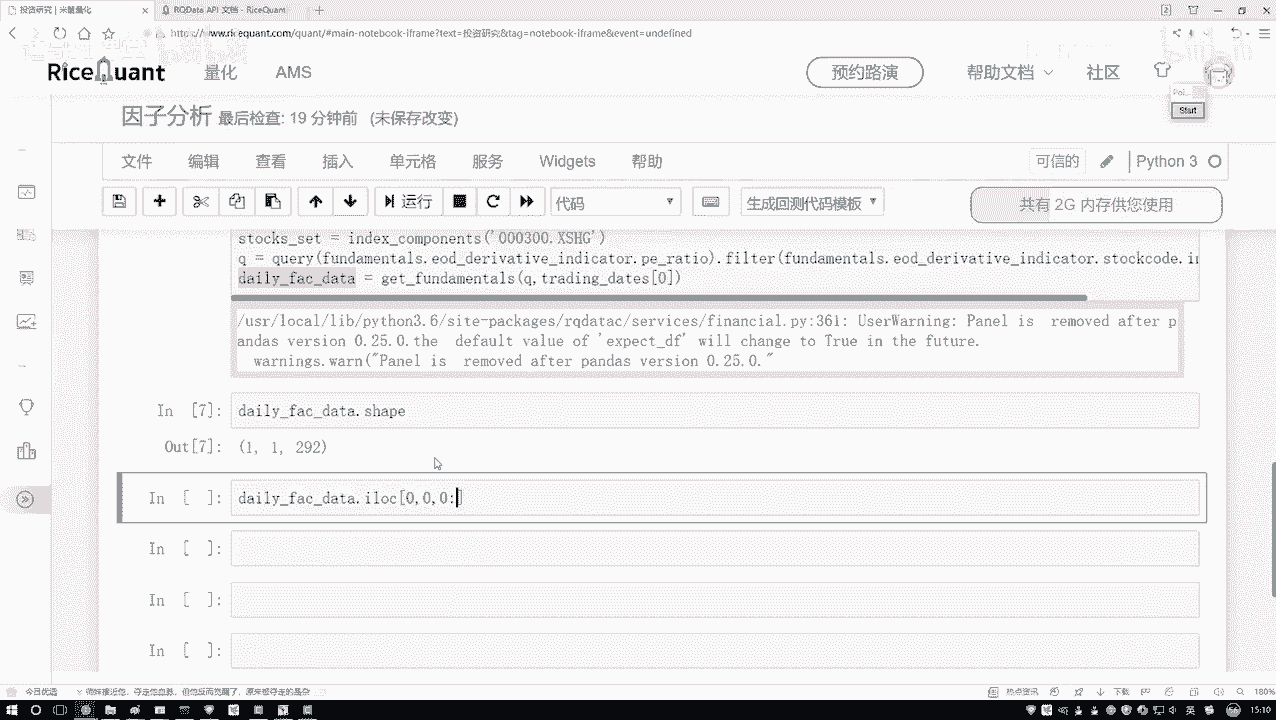 投资研究 | 米筐量化
RQData API 文档 - RiceQuant
https://www.ricequant.com/quant/#main-notebook-iframe?text=投资研究&tag=notebook-iframe&event=undefined
RiceQuant 量化 AMS 预约路演 帮助文档 社区
Start
因子分析 最后检查: 19 分钟前 (未保存改变)
文件 编辑 查看 插入 单元格 服务 Widgets 帮助 可信的 Python 3
运行 代码 生成回测代码模板 共有 2G 内存供您使用
stocks_set = index_components('000300.XSHG')
q = query(fundamentals.eod_derivative_indicator.pe_ratio).filter(fundamentals.eod_derivative_indicator.stockcode.in
daily_fac_data = get_fundamentals(q,trading_dates[0])
/usr/local/lib/python3.6/site-packages/rqdatac/services/financial.py:361: UserWarning: Panel is  removed after p
andas version 0.25.0.the  default value of 'expect_df' will change to True in the future.
warnings.warn("Panel is  removed after pandas version 0.25.0."
In [7]: daily_fac_data.shape
Out[7]: (1, 1, 292)
In [ ]: daily_fac_data.iloc[0,0,0:]
In [ ]:
In [ ]:
In [ ]:
今日优选
热点资讯 下载 180%
英 15:10